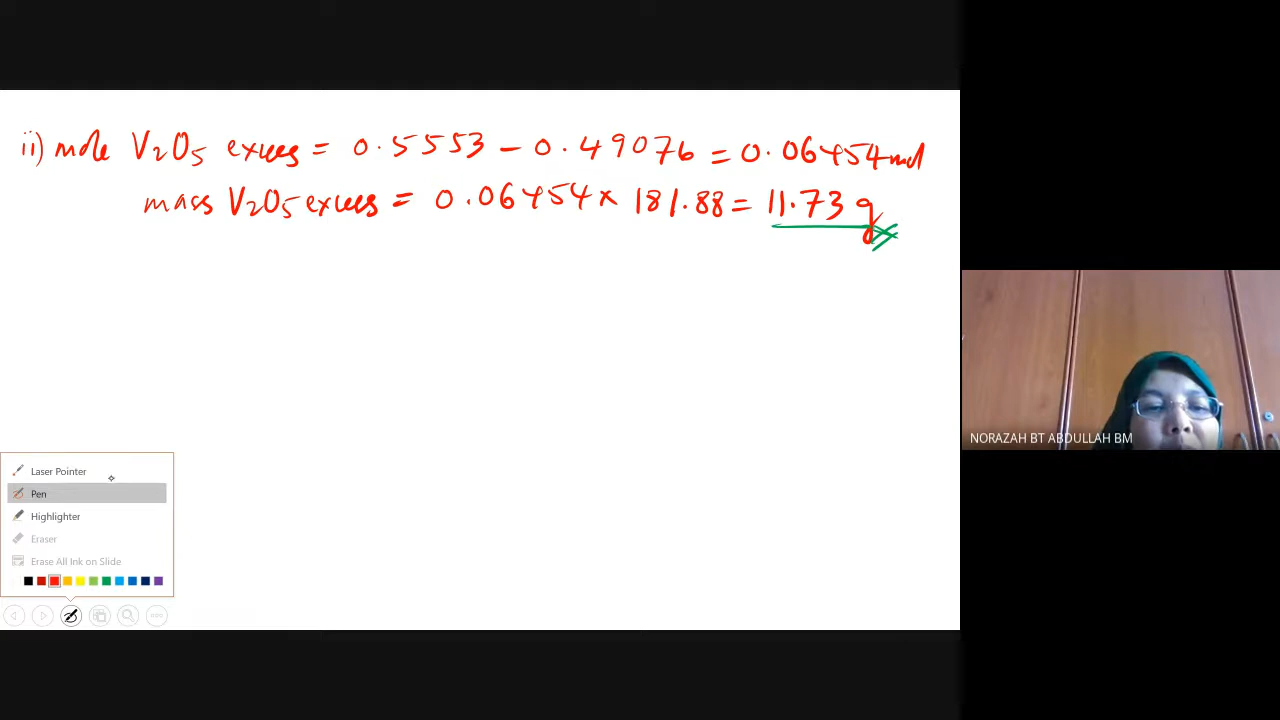 ii) mole V₂O₅ excess = 0.5553 - 0.49076 = 0.06454 mol
mass V₂O₅ excess = 0.06454 x 181.88 = 11.73 g
NORAZAH BT ABDULLAH BM
Laser Pointer
Pen
Highlighter
Eraser
Erase All Ink on Slide